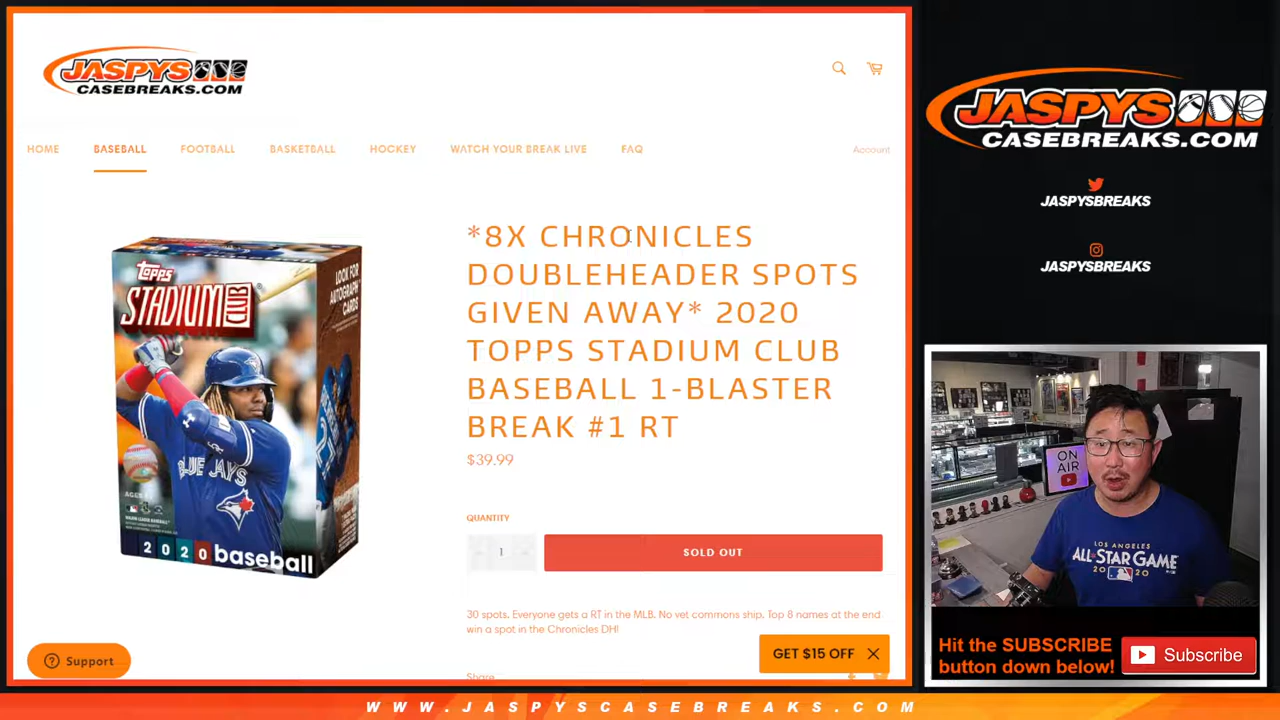 JASPYS
CASEBREAKS.COM
HOME BASEBALL FOOTBALL BASKETBALL HOCKEY WATCH YOUR BREAK LIVE FAQ Account
*8X CHRONICLES
DOUBLEHEADER SPOTS
GIVEN AWAY* 2020
TOPPS STADIUM CLUB
BASEBALL 1-BLASTER
BREAK #1 RT
$39.99
QUANTITY
1 SOLD OUT
30 spots. Everyone gets a RT in the MLB. No vet commons ship. Top 8 names at the end
win a spot in the Chronicles DH!
Share
Support
GET $15 OFF
topps
STADIUM CLUB
LOOK FOR
AUTOGRAPH
CARDS
BLUE JAYS
2020 baseball
JASPYS
CASEBREAKS.COM
JASPYSBREAKS
JASPYSBREAKS
ON
AIR
LOS ANGELES
ALL STAR GAME
2020
Hit the SUBSCRIBE
button down below!
Subscribe
WWW.JASPYSCASEBREAKS.COM